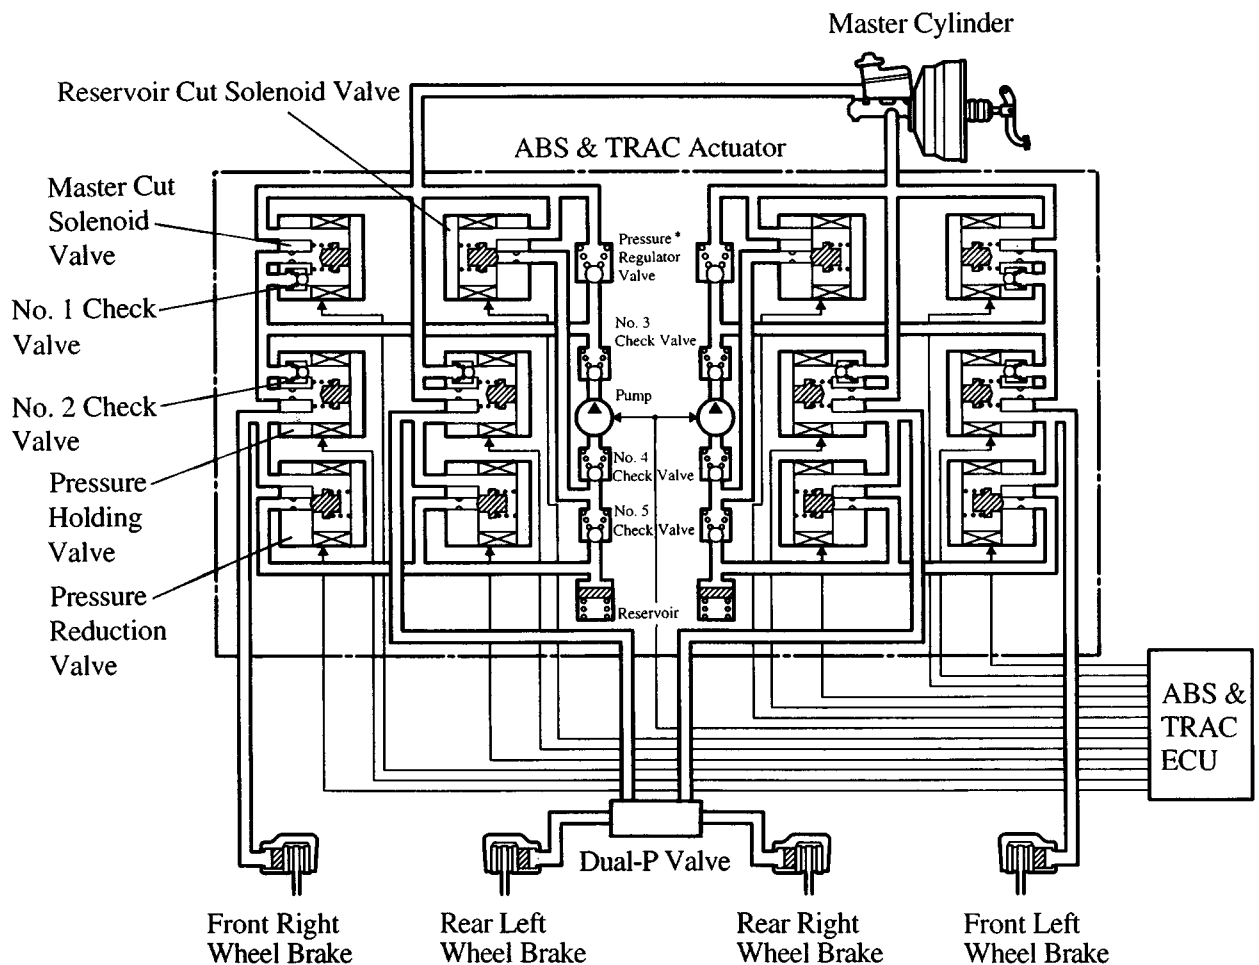 Master Cylinder
Reservoir Cut Solenoid Valve
ABS & TRAC Actuator
Master Cut
Solenoid
Valve
Pressure*
Regulator
Valve
No. 1 Check
Valve
No. 3
Check Valve
No. 2 Check
Valve
Pump
No. 4
Check Valve
Pressure
Holding
Valve
No. 5
Check Valve
Pressure
Reduction
Valve
Reservoir
ABS &
TRAC
ECU
Dual-P Valve
Front Right
Wheel Brake
Rear Left
Wheel Brake
Rear Right
Wheel Brake
Front Left
Wheel Brake